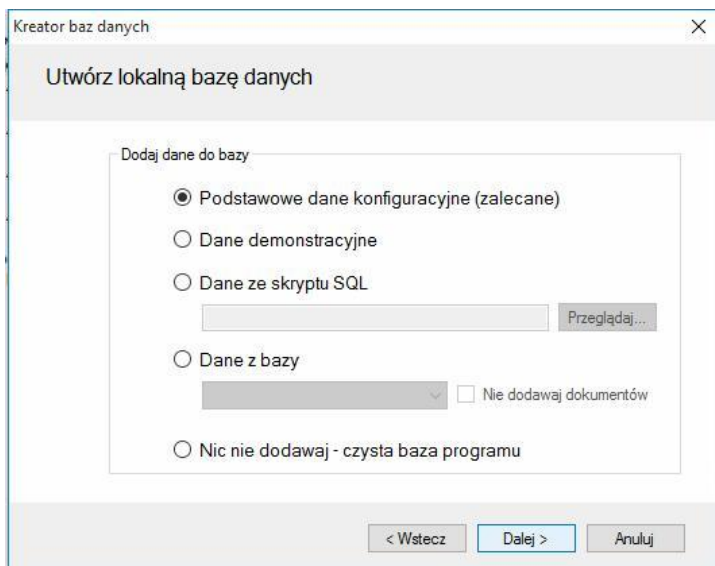 Kreator baz danych
Utwórz lokalną bazę danych
Dodaj dane do bazy
Podstawowe dane konfiguracyjne (zalecane)
Dane demonstracyjne
Dane ze skryptu SQL
Przeglądaj...
Dane z bazy
Nie dodawaj dokumentów
Nic nie dodawaj - czysta baza programu
< Wstecz
Dalej >
Anuluj